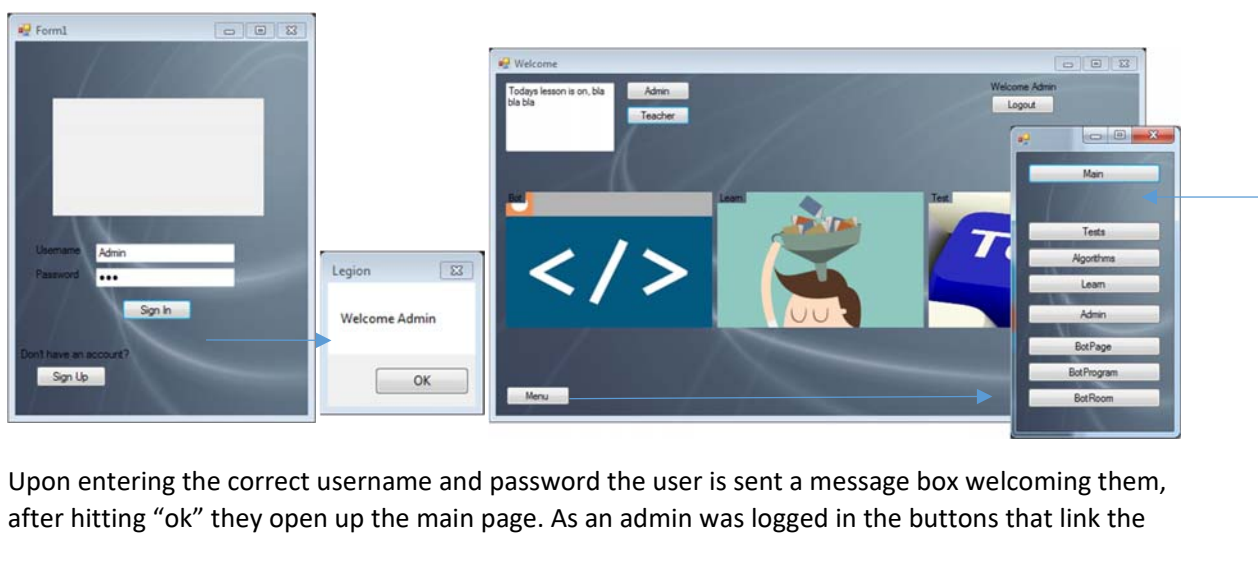 Form1
Username Admin
Password •••
Sign In
Don't have an account?
Sign Up
Legion
Welcome Admin
OK
Welcome
Todays lesson is on, bla
bla bla
Admin
Teacher
Welcome Admin
Logout
Bot
Learn
Test
</>
Menu
Main
Tests
Algorithms
Learn
Admin
BotPage
BotProgram
BotRoom
Upon entering the correct username and password the user is sent a message box welcoming them,
after hitting “ok” they open up the main page. As an admin was logged in the buttons that link the